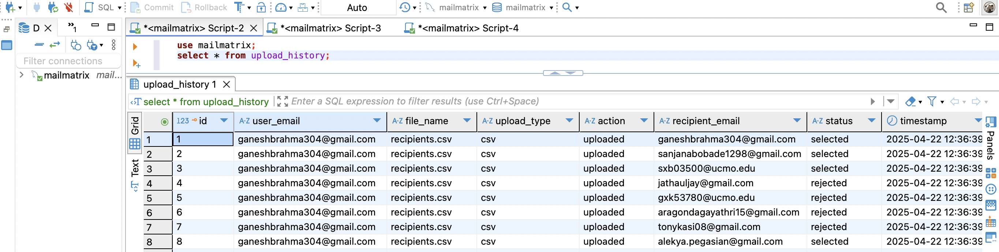 SQL Commit Rollback Auto mailmatrix mailmatrix
D »1 *<mailmatrix> Script-2 *<mailmatrix> Script-3 *<mailmatrix> Script-4
use mailmatrix;
select * from upload_history;
Filter connections
mailmatrix mail...
upload_history 1
select * from upload_history Enter a SQL expression to filter results (use Ctrl+Space)
Grid
Text
Panels
123 id A-Z user_email A-Z file_name A-Z upload_type A-Z action A-Z recipient_email A-Z status timestamp
1 1 ganeshbrahma304@gmail.com recipients.csv csv uploaded ganeshbrahma304@gmail.com selected 2025-04-22 12:36:39
2 2 ganeshbrahma304@gmail.com recipients.csv csv uploaded sanjanabobade1298@gmail.com selected 2025-04-22 12:36:39
3 3 ganeshbrahma304@gmail.com recipients.csv csv uploaded sxb03500@ucmo.edu selected 2025-04-22 12:36:39
4 4 ganeshbrahma304@gmail.com recipients.csv csv uploaded jathauljay@gmail.com rejected 2025-04-22 12:36:39
5 5 ganeshbrahma304@gmail.com recipients.csv csv uploaded gxk53780@ucmo.edu rejected 2025-04-22 12:36:39
6 6 ganeshbrahma304@gmail.com recipients.csv csv uploaded aragondagayathri15@gmail.com rejected 2025-04-22 12:36:39
7 7 ganeshbrahma304@gmail.com recipients.csv csv uploaded tonykasi08@gmail.com rejected 2025-04-22 12:36:39
8 8 ganeshbrahma304@gmail.com recipients.csv csv uploaded alekya.pegasian@gmail.com selected 2025-04-22 12:36:39